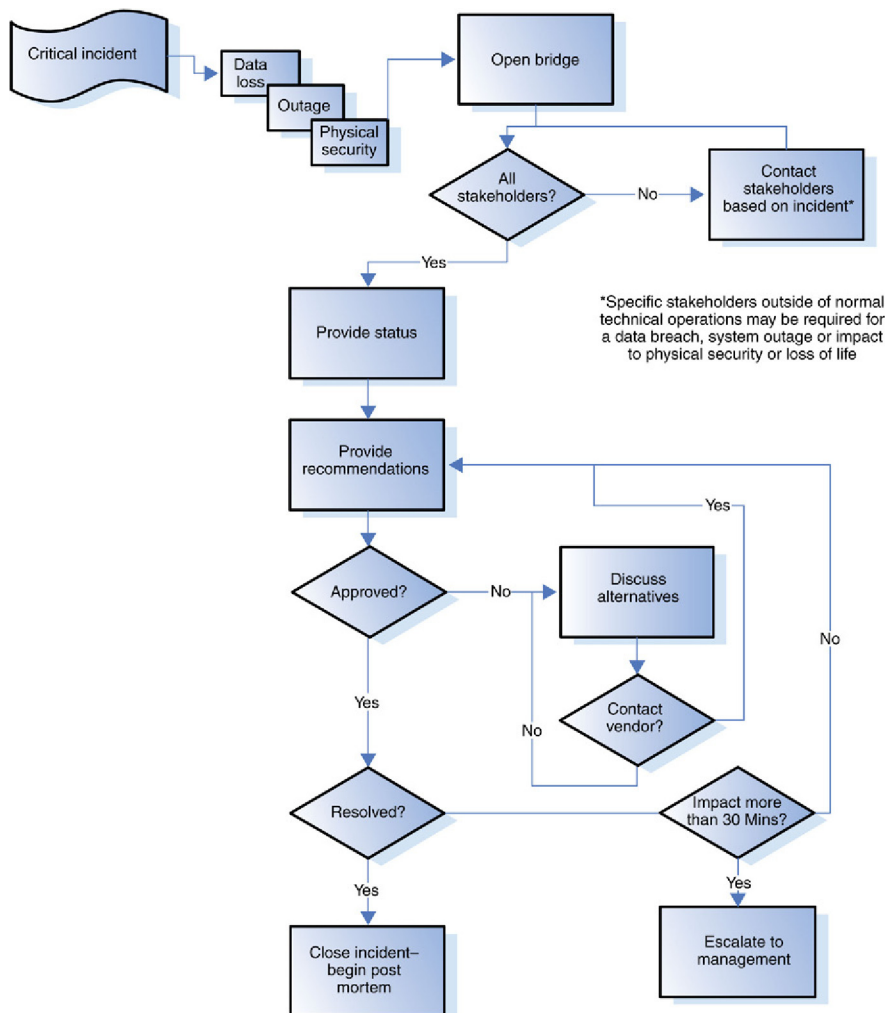 Critical incident
Data
loss
Outage
Physical
security
Open bridge
All
stakeholders?
No
Contact
stakeholders
based on incident*
Yes
Provide status
*Specific stakeholders outside of normal
technical operations may be required for
a data breach, system outage or impact
to physical security or loss of life
Provide
recommendations
Yes
Approved?
No
Discuss
alternatives
No
Yes
Contact
vendor?
No
Resolved?
Impact more
than 30 Mins?
Yes
Yes
Close incident–
begin post
mortem
Escalate to
management